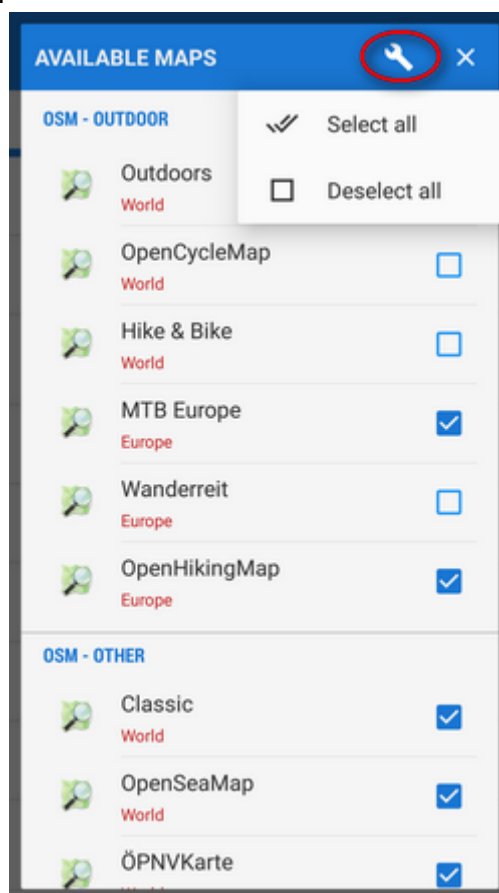 AVAILABLE MAPS
OSM - OUTDOOR
Select all
Deselect all
Outdoors
World
OpenCycleMap
World
Hike & Bike
World
MTB Europe
Europe
Wanderreit
Europe
OpenHikingMap
Europe
OSM - OTHER
Classic
World
OpenSeaMap
World
ÖPNVKarte